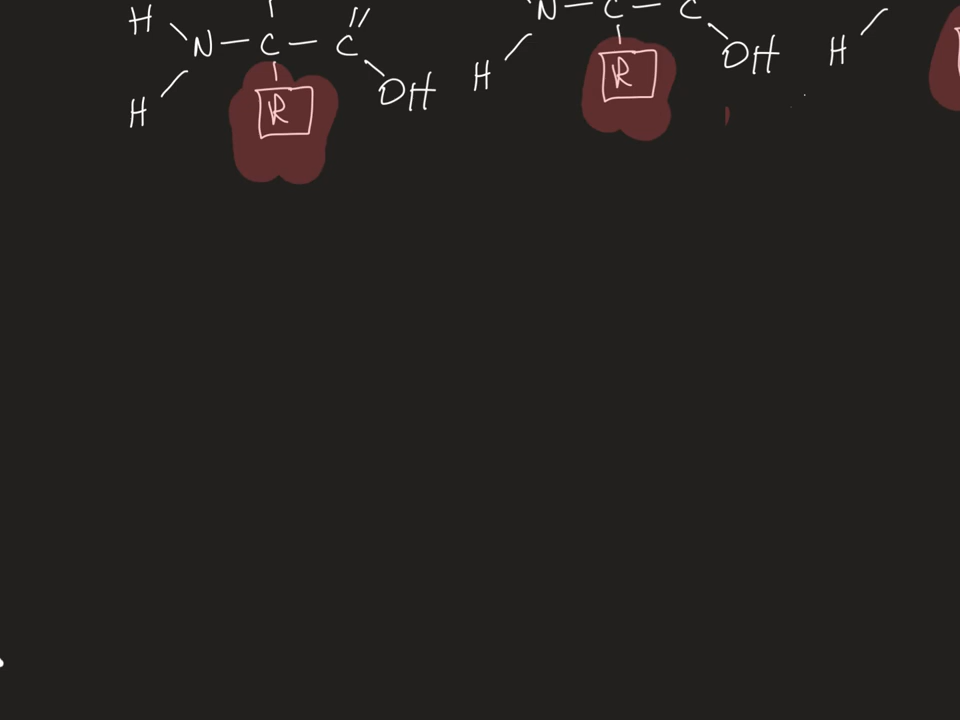 H N – C – C // OH
H R
N – C – C OH
H R
H